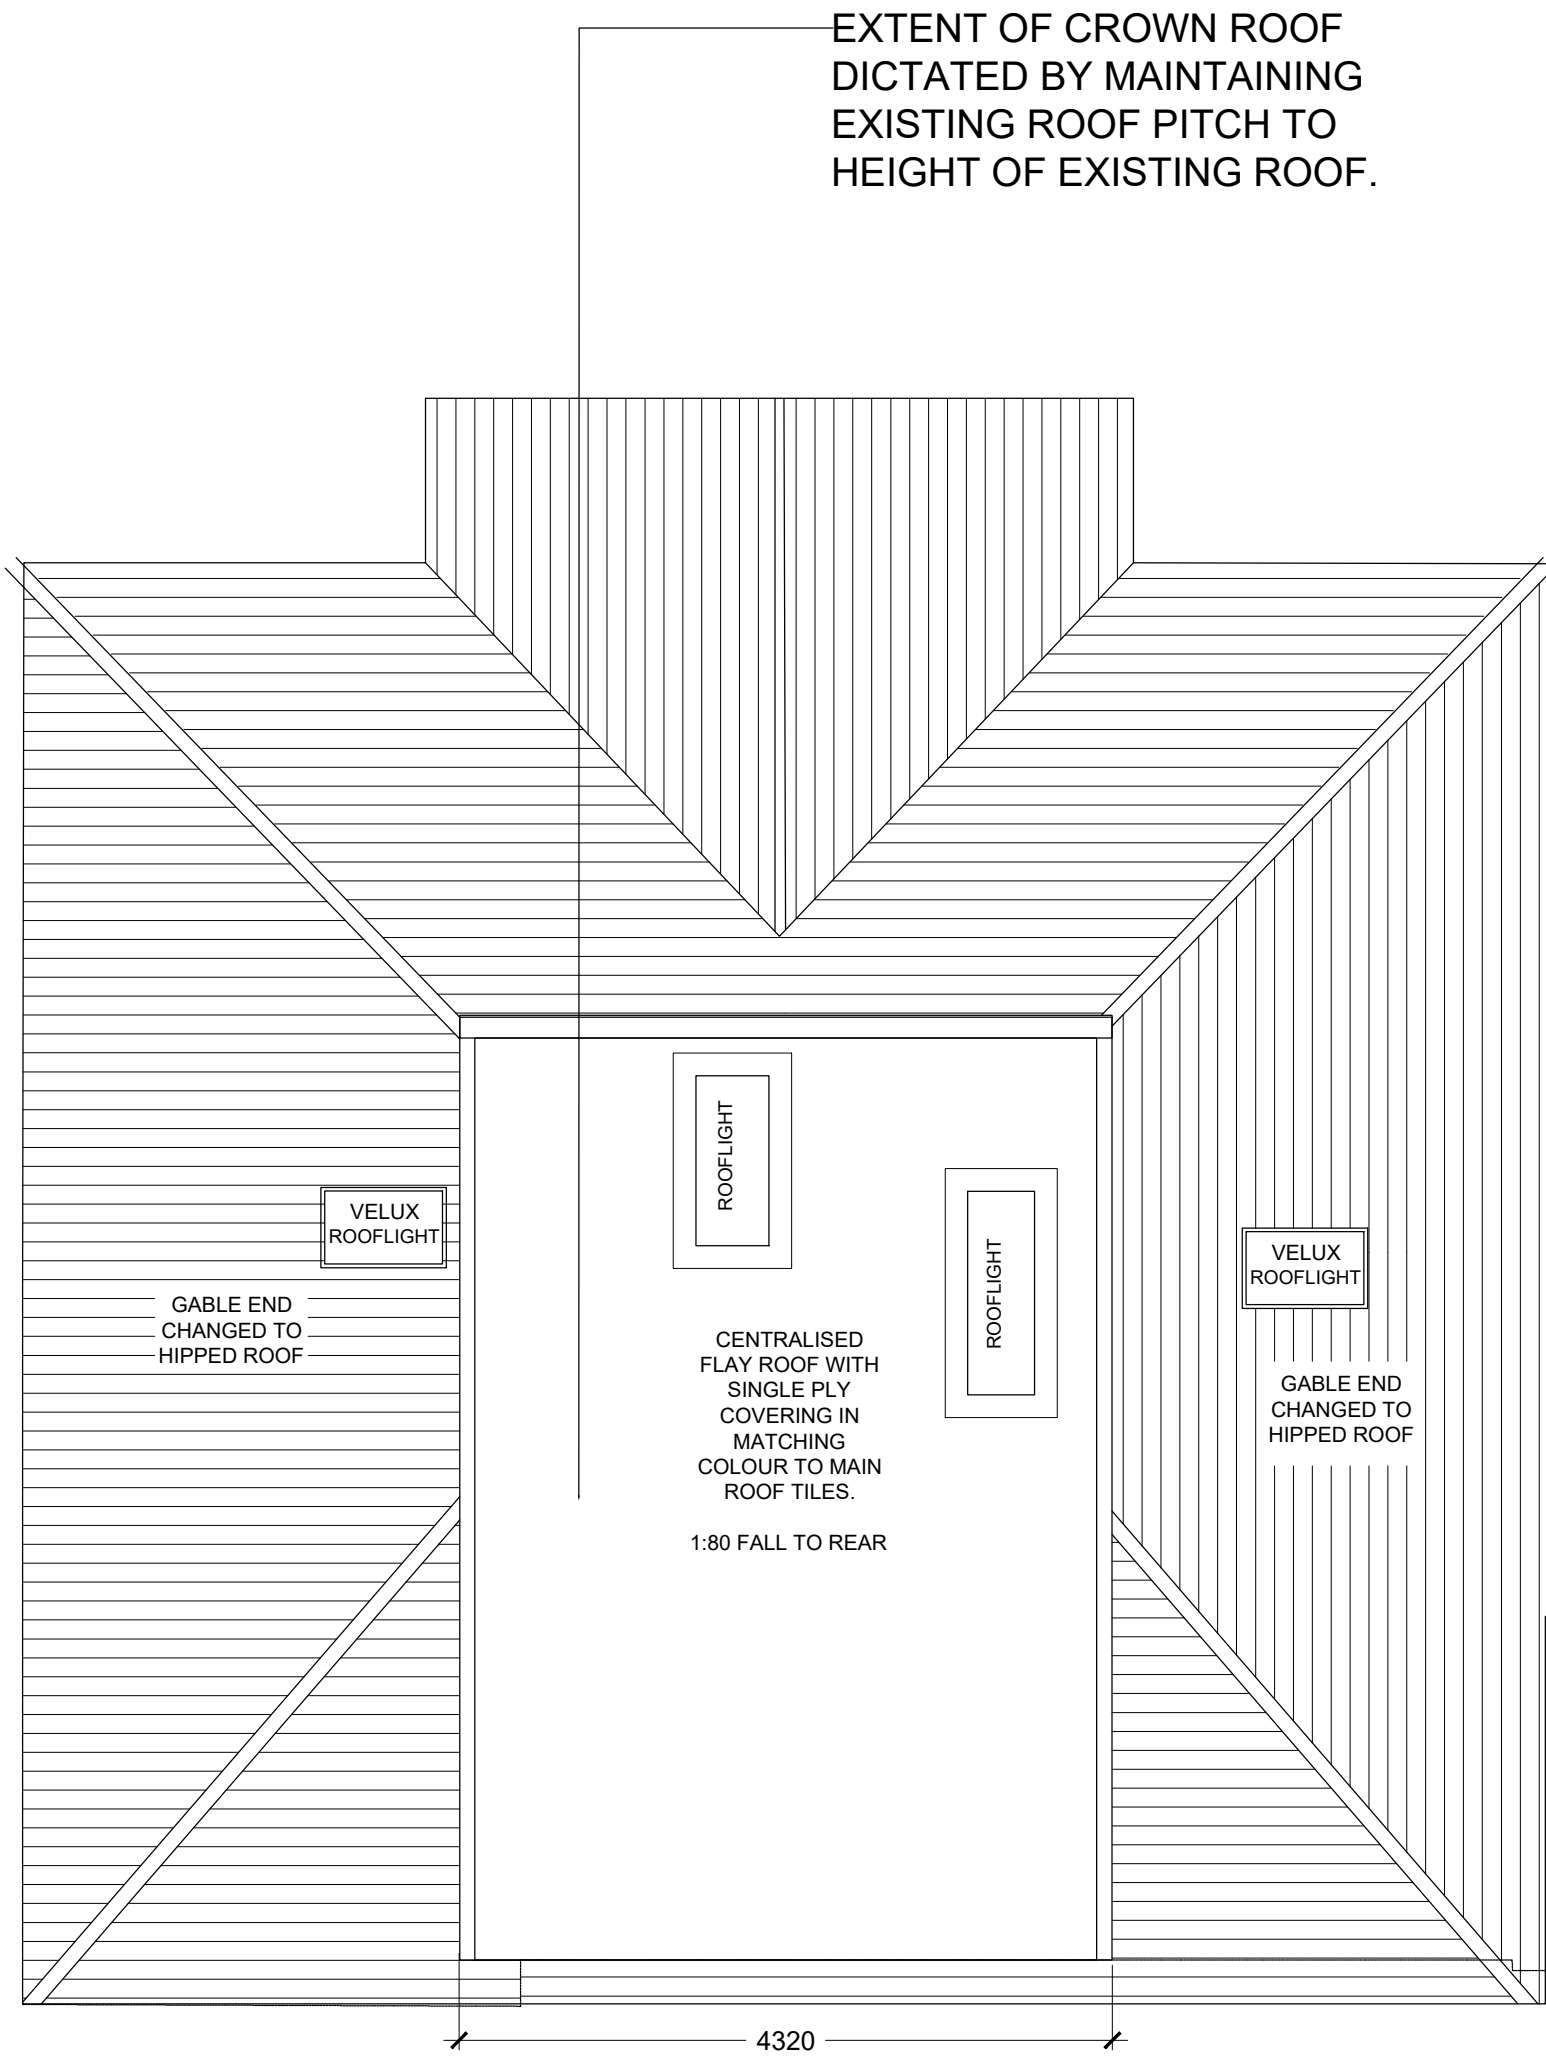 EXTENT OF CROWN ROOF
DICTATED BY MAINTAINING
EXISTING ROOF PITCH TO
HEIGHT OF EXISTING ROOF.
ROOFLIGHT
ROOFLIGHT
VELUX
ROOFLIGHT
VELUX
ROOFLIGHT
GABLE END
CHANGED TO
HIPPED ROOF
CENTRALISED
FLAY ROOF WITH
SINGLE PLY
COVERING IN
MATCHING
COLOUR TO MAIN
ROOF TILES.
1:80 FALL TO REAR
GABLE END
CHANGED TO
HIPPED ROOF
4320